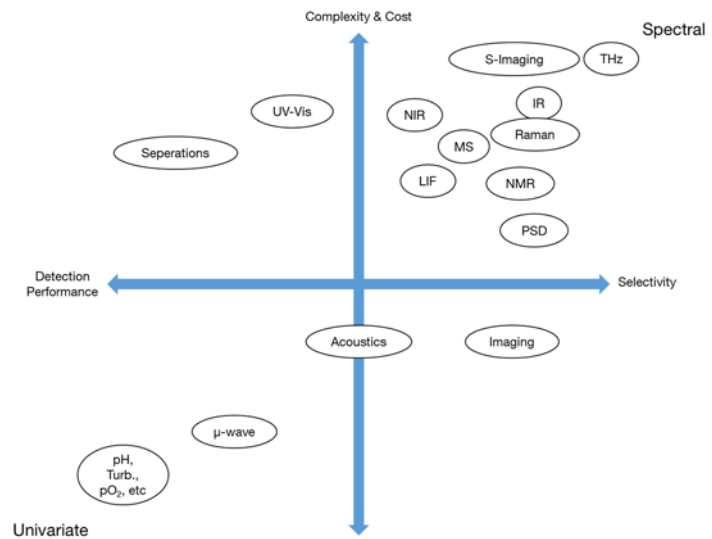 Complexity & Cost
Spectral
S-Imaging
THz
UV-Vis
NIR
IR
Raman
Seperations
MS
LIF
NMR
PSD
Detection
Performance
Selectivity
Acoustics
Imaging
μ-wave
pH,
Turb.,
pO₂, etc
Univariate